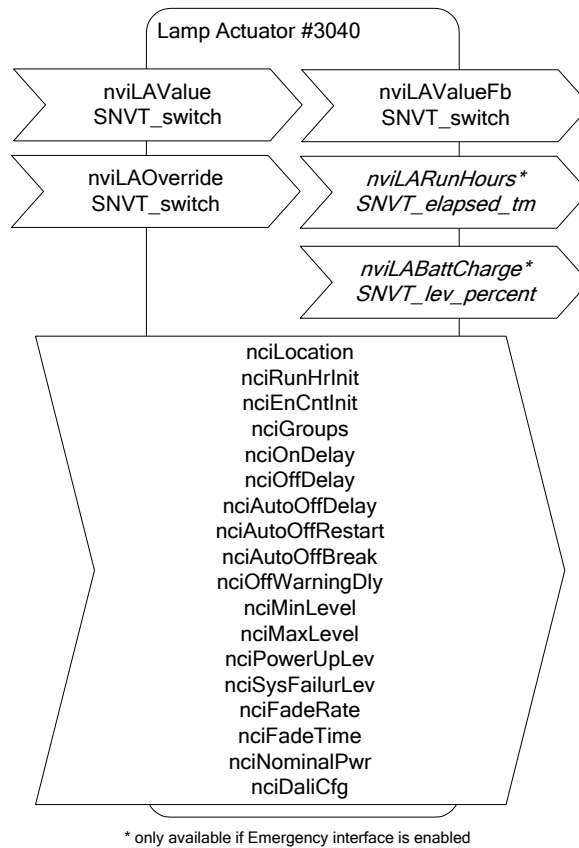 Lamp Actuator #3040
nviLAValue
SNVT_switch
nviLAValueFb
SNVT_switch
nviLAOverride
SNVT_switch
nviLARunHours*
SNVT_elapsed_tm
nviLABattCharge*
SNVT_lev_percent
nciLocation
nciRunHrInit
nciEnCntInit
nciGroups
nciOnDelay
nciOffDelay
nciAutoOffDelay
nciAutoOffRestart
nciAutoOffBreak
nciOffWarningDly
nciMinLevel
nciMaxLevel
nciPowerUpLev
nciSysFailurLev
nciFadeRate
nciFadeTime
nciNominalPwr
nciDaliCfg
* only available if Emergency interface is enabled